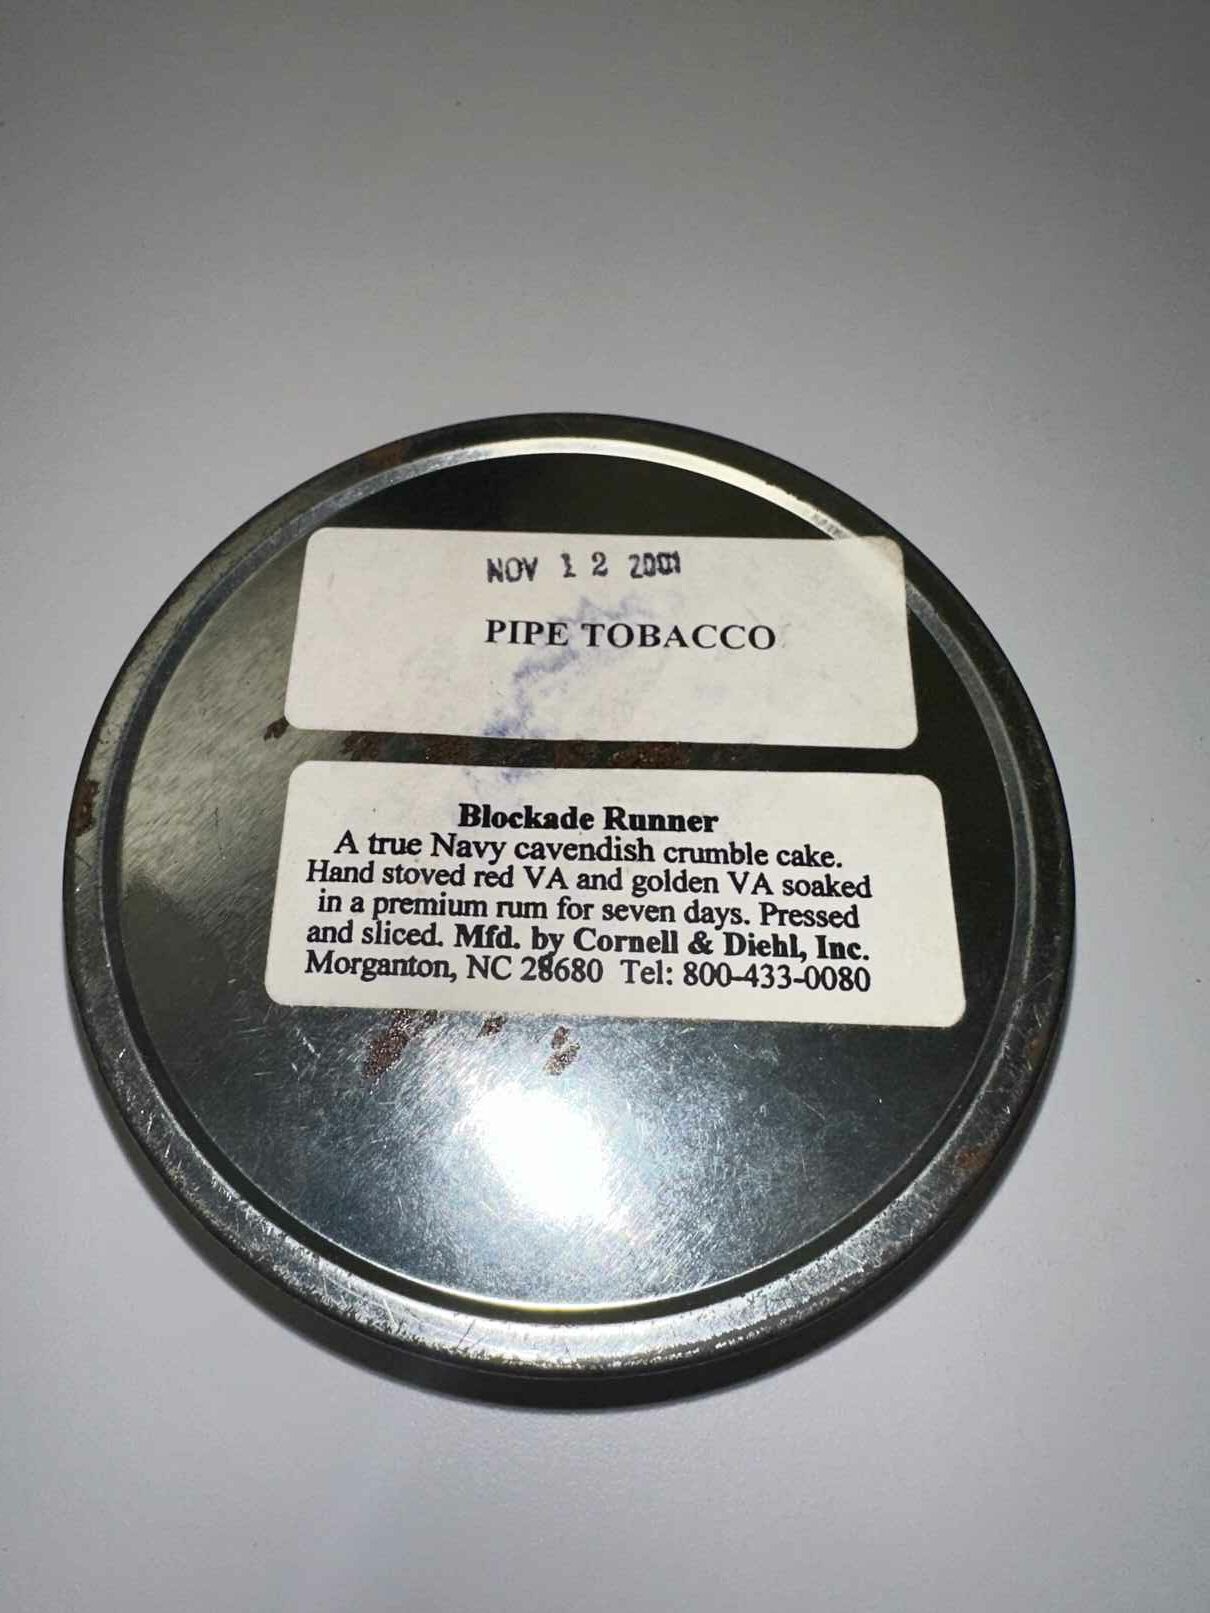 NOV 12 2001
PIPE TOBACCO
Blockade Runner
A true Navy cavendish crumble cake.
Hand stoved red VA and golden VA soaked
in a premium rum for seven days. Pressed
and sliced. Mfd. by Cornell & Diehl, Inc.
Morganton, NC 28680 Tel: 800-433-0080